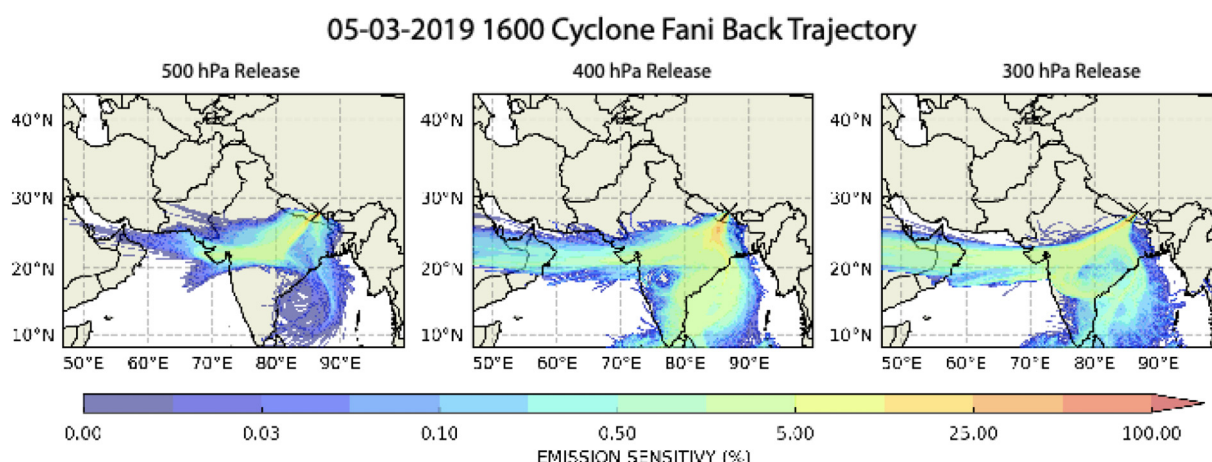 05-03-2019 1600 Cyclone Fani Back Trajectory
500 hPa Release 400 hPa Release 300 hPa Release
40°N 40°N 40°N
30°N 30°N 30°N
20°N 20°N 20°N
10°N 10°N 10°N
50°E 60°E 70°E 80°E 90°E 50°E 60°E 70°E 80°E 90°E 50°E 60°E 70°E 80°E 90°E
0.00 0.03 0.10 0.50 5.00 25.00 100.00
EMISSION SENSITIVY (%)